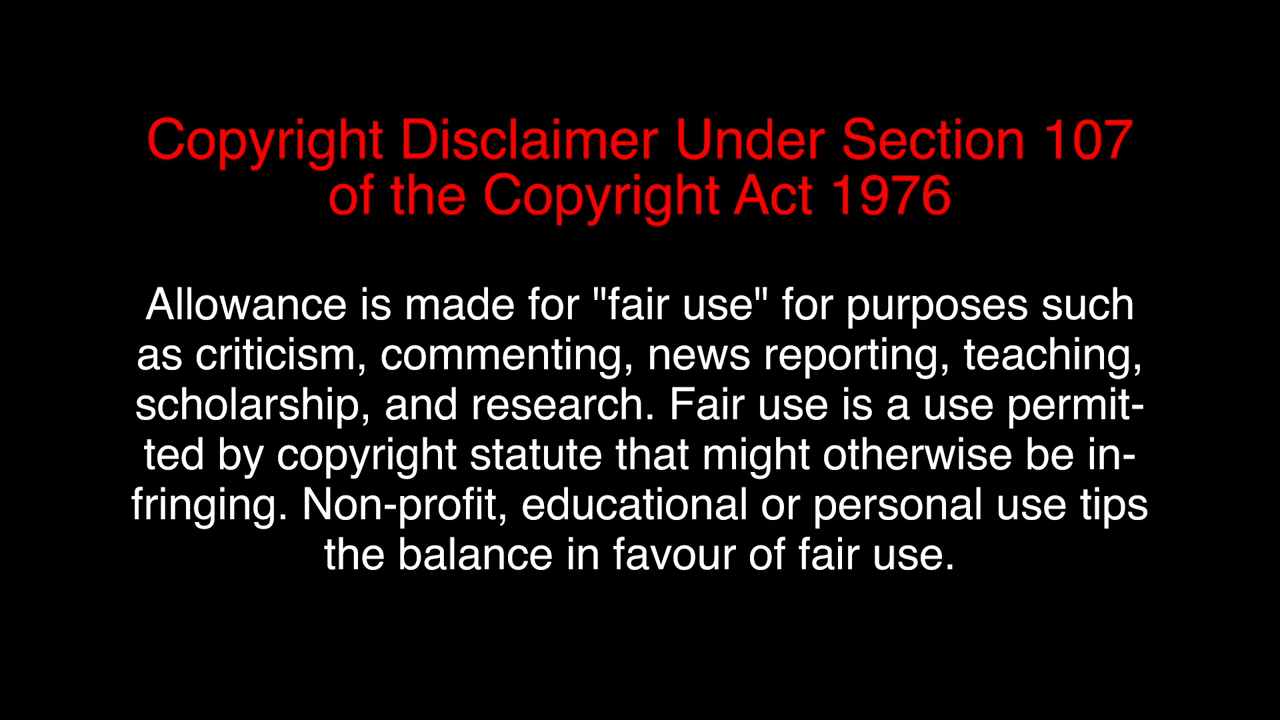 Copyright Disclaimer Under Section 107
of the Copyright Act 1976
Allowance is made for "fair use" for purposes such
as criticism, commenting, news reporting, teaching,
scholarship, and research. Fair use is a use permit-
ted by copyright statute that might otherwise be in-
fringing. Non-profit, educational or personal use tips
the balance in favour of fair use.